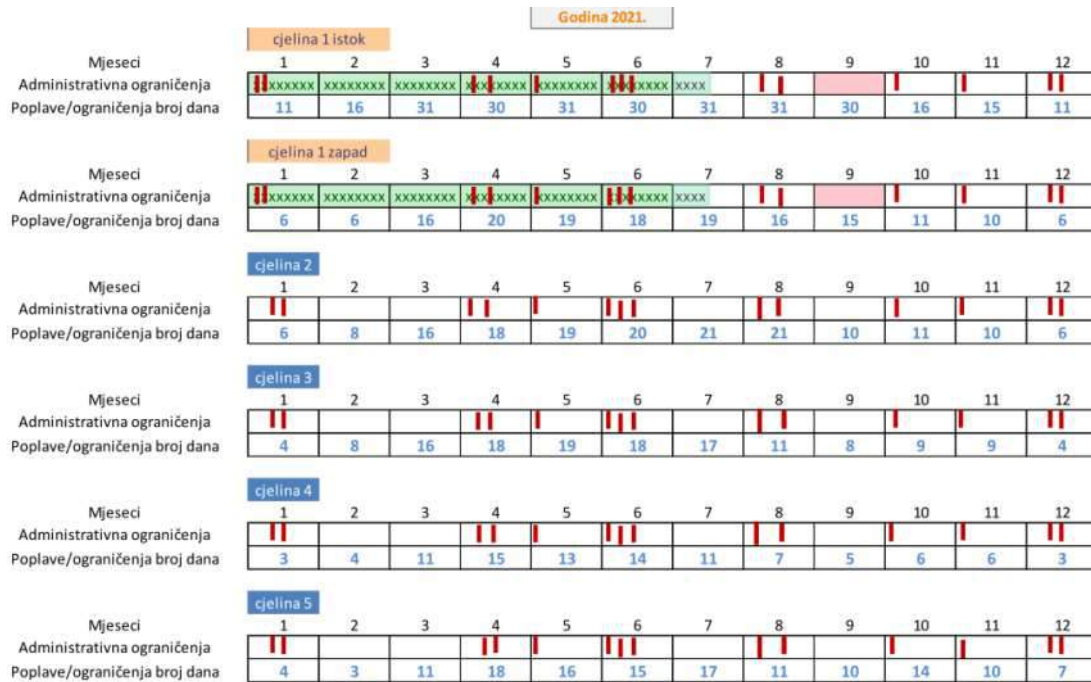 Godina 2021.
cjelina 1 istok
Mjeseci 1 2 3 4 5 6 7 8 9 10 11 12
Administrativna ograničenja xxxxxx xxxxxxxx xxxxxxxx xxxxxxxx xxxxxxxx xxxxxxxx xxxx
Poplave/ograničenja broj dana 11 16 31 30 31 30 31 31 30 16 15 11
cjelina 1 zapad
Mjeseci 1 2 3 4 5 6 7 8 9 10 11 12
Administrativna ograničenja xxxxxx xxxxxxxx xxxxxxxx xxxxxxxx xxxxxxxx xxxxxxxx xxxx
Poplave/ograničenja broj dana 6 6 16 20 19 18 19 16 15 11 10 6
cjelina 2
Mjeseci 1 2 3 4 5 6 7 8 9 10 11 12
Administrativna ograničenja
Poplave/ograničenja broj dana 6 8 16 18 19 20 21 21 10 11 10 6
cjelina 3
Mjeseci 1 2 3 4 5 6 7 8 9 10 11 12
Administrativna ograničenja
Poplave/ograničenja broj dana 4 8 16 18 19 18 17 11 8 9 9 4
cjelina 4
Mjeseci 1 2 3 4 5 6 7 8 9 10 11 12
Administrativna ograničenja
Poplave/ograničenja broj dana 3 4 11 15 13 14 11 7 5 6 6 3
cjelina 5
Mjeseci 1 2 3 4 5 6 7 8 9 10 11 12
Administrativna ograničenja
Poplave/ograničenja broj dana 4 3 11 18 16 15 17 11 10 14 10 7